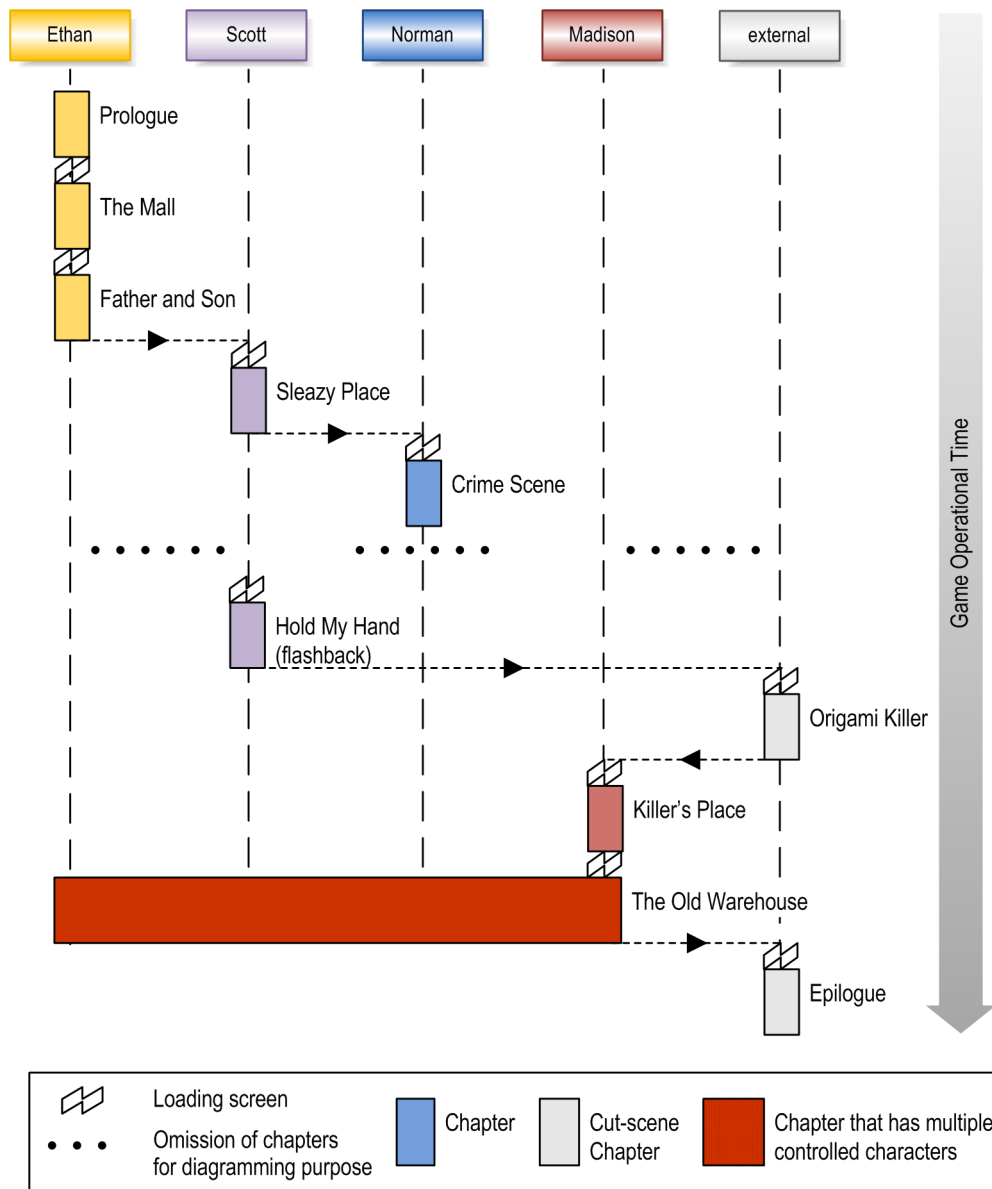 Ethan
Scott
Norman
Madison
external
Prologue
The Mall
Father and Son
Sleazy Place
Crime Scene
Hold My Hand
(flashback)
Origami Killer
Killer's Place
The Old Warehouse
Epilogue
Game Operational Time
Loading screen
Omission of chapters
for diagramming purpose
Chapter
Cut-scene
Chapter
Chapter that has multiple
controlled characters